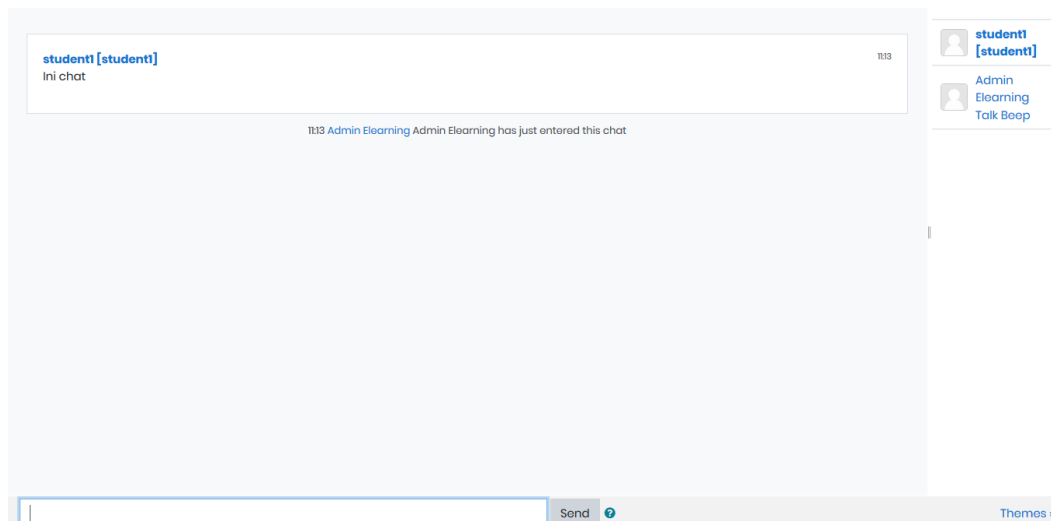 student1 [student1]
11:13
Ini chat
11:13 Admin Elearning Admin Elearning has just entered this chat
student1
[student1]
Admin
Elearning
Talk Beep
Send
Themes »